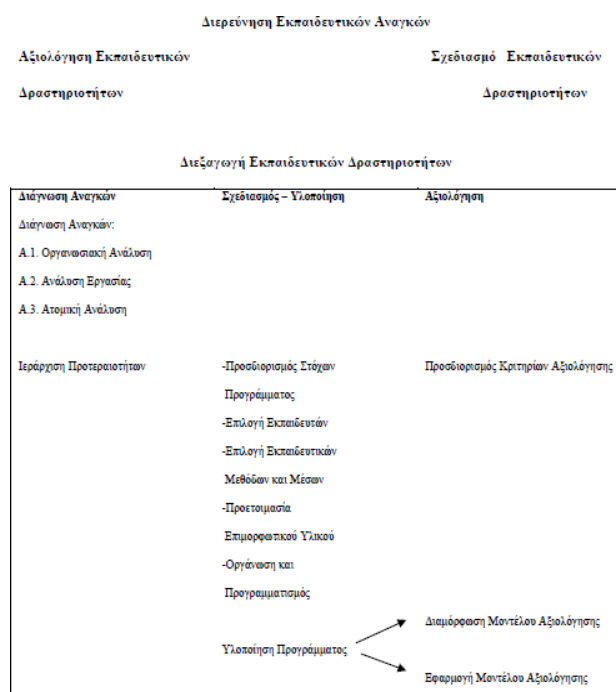 Διερεύνηση Εκπαιδευτικών Αναγκών
Αξιολόγηση Εκπαιδευτικών Σχεδιασμό Εκπαιδευτικών
Δραστηριοτήτων Δραστηριοτήτων
Διεξαγωγή Εκπαιδευτικών Δραστηριοτήτων
Διάγνωση Αναγκών Σχεδιασμός – Υλοποίηση Αξιολόγηση
Διάγνωση Αναγκών:
Α.1. Οργανωσιακή Ανάλυση
Α.2. Ανάλυση Εργασίας
Α.3. Ατομική Ανάλυση
Ιεράρχιση Προτεραιοτήτων -Προσδιορισμός Στόχων Προσδιορισμός Κριτηρίων Αξιολόγησης
Προγράμματος
-Επιλογή Εκπαιδευτών
-Επιλογή Εκπαιδευτικών
Μεθόδων και Μέσων
-Προετοιμασία
Επιμορφωτικού Υλικού
-Οργάνωση και
Προγραμματισμός
Διαμόρφωση Μοντέλου Αξιολόγησης
Υλοποίηση Προγράμματος
Εφαρμογή Μοντέλου Αξιολόγησης